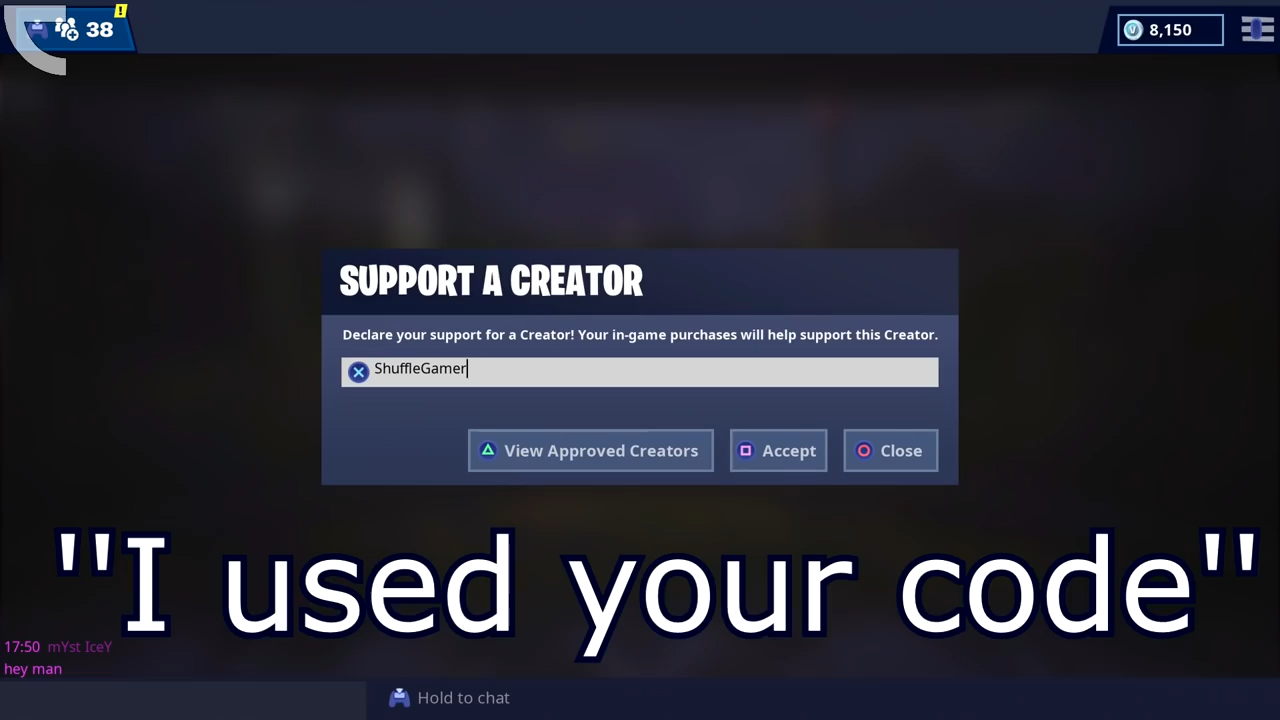 !
38
8,150
SUPPORT A CREATOR
Declare your support for a Creator! Your in-game purchases will help support this Creator.
ShuffleGamer
View Approved Creators
Accept
Close
"I used your code"
17:50 mYst IceY
hey man
Hold to chat